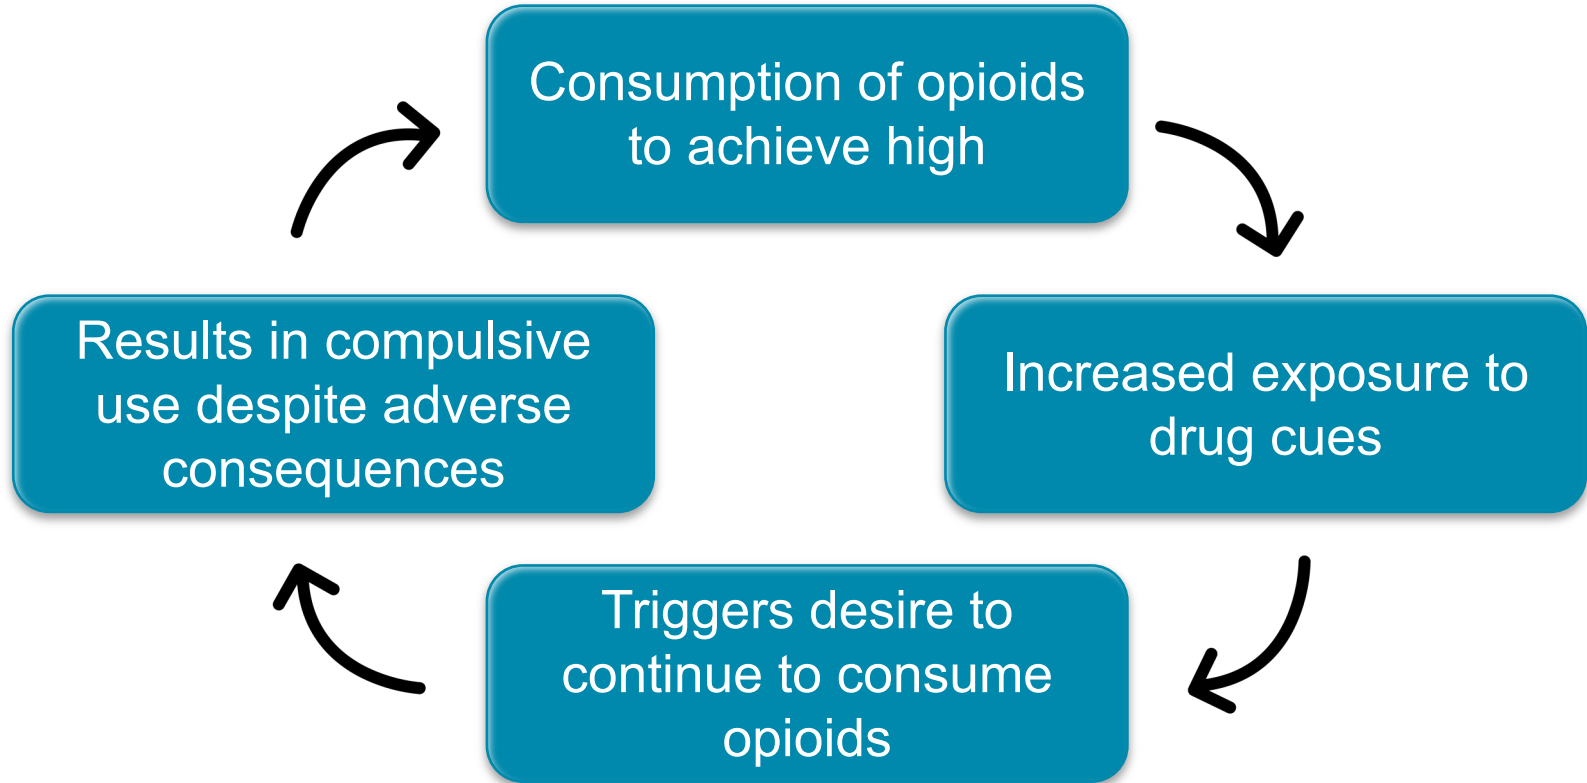 Consumption of opioids
to achieve high
Increased exposure to
drug cues
Triggers desire to
continue to consume
opioids
Results in compulsive
use despite adverse
consequences